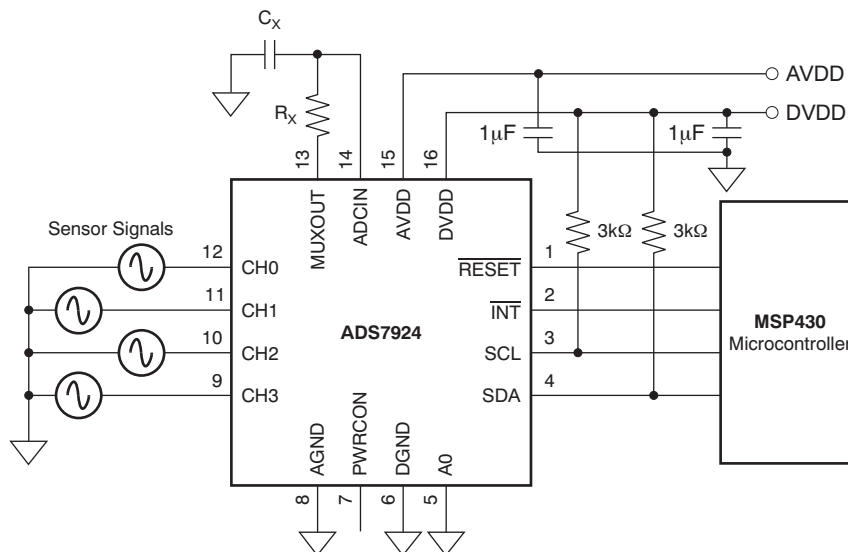 C_X
AVDD
DVDD
R_X
1μF
1μF
13
14
15
16
MUXOUT
ADCIN
AVDD
DVDD
3kΩ
3kΩ
Sensor Signals
12
CH0
11
CH1
10
CH2
9
CH3
ADS7924
RESET
1
INT
2
SCL
3
SDA
4
MSP430
Microcontroller
AGND
PWRCON
DGND
A0
8
7
6
5